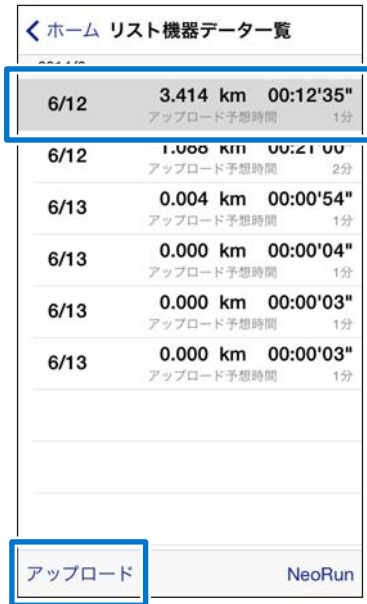 ホーム リスト機器データ一覧
6/12 3.414 km 00:12'35"
アップロード予想時間 1分
6/12 1.088 km 00:21'00"
アップロード予想時間 2分
6/13 0.004 km 00:00'54"
アップロード予想時間 1分
6/13 0.000 km 00:00'04"
アップロード予想時間 1分
6/13 0.000 km 00:00'03"
アップロード予想時間 1分
6/13 0.000 km 00:00'03"
アップロード予想時間 1分
アップロード NeoRun